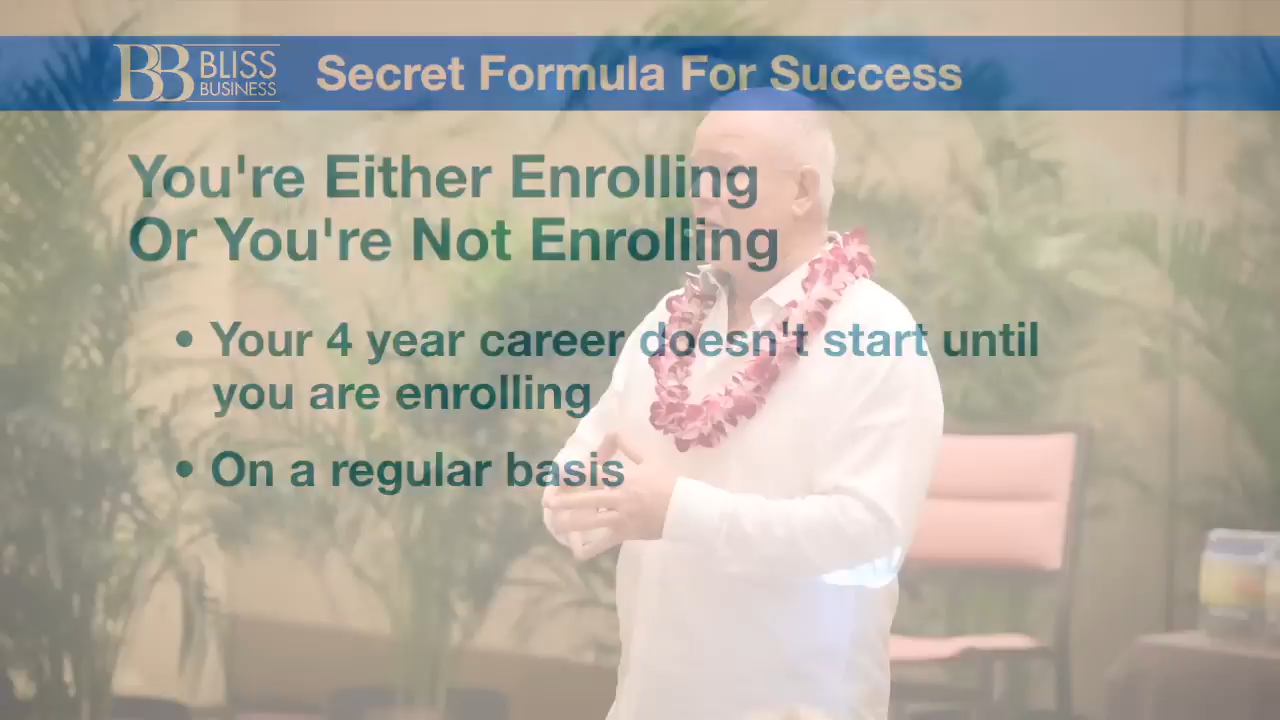 BB BLISS
BUSINESS
Secret Formula For Success
You're Either Enrolling
Or You're Not Enrolling
• Your 4 year career doesn't start until
you are enrolling
• On a regular basis